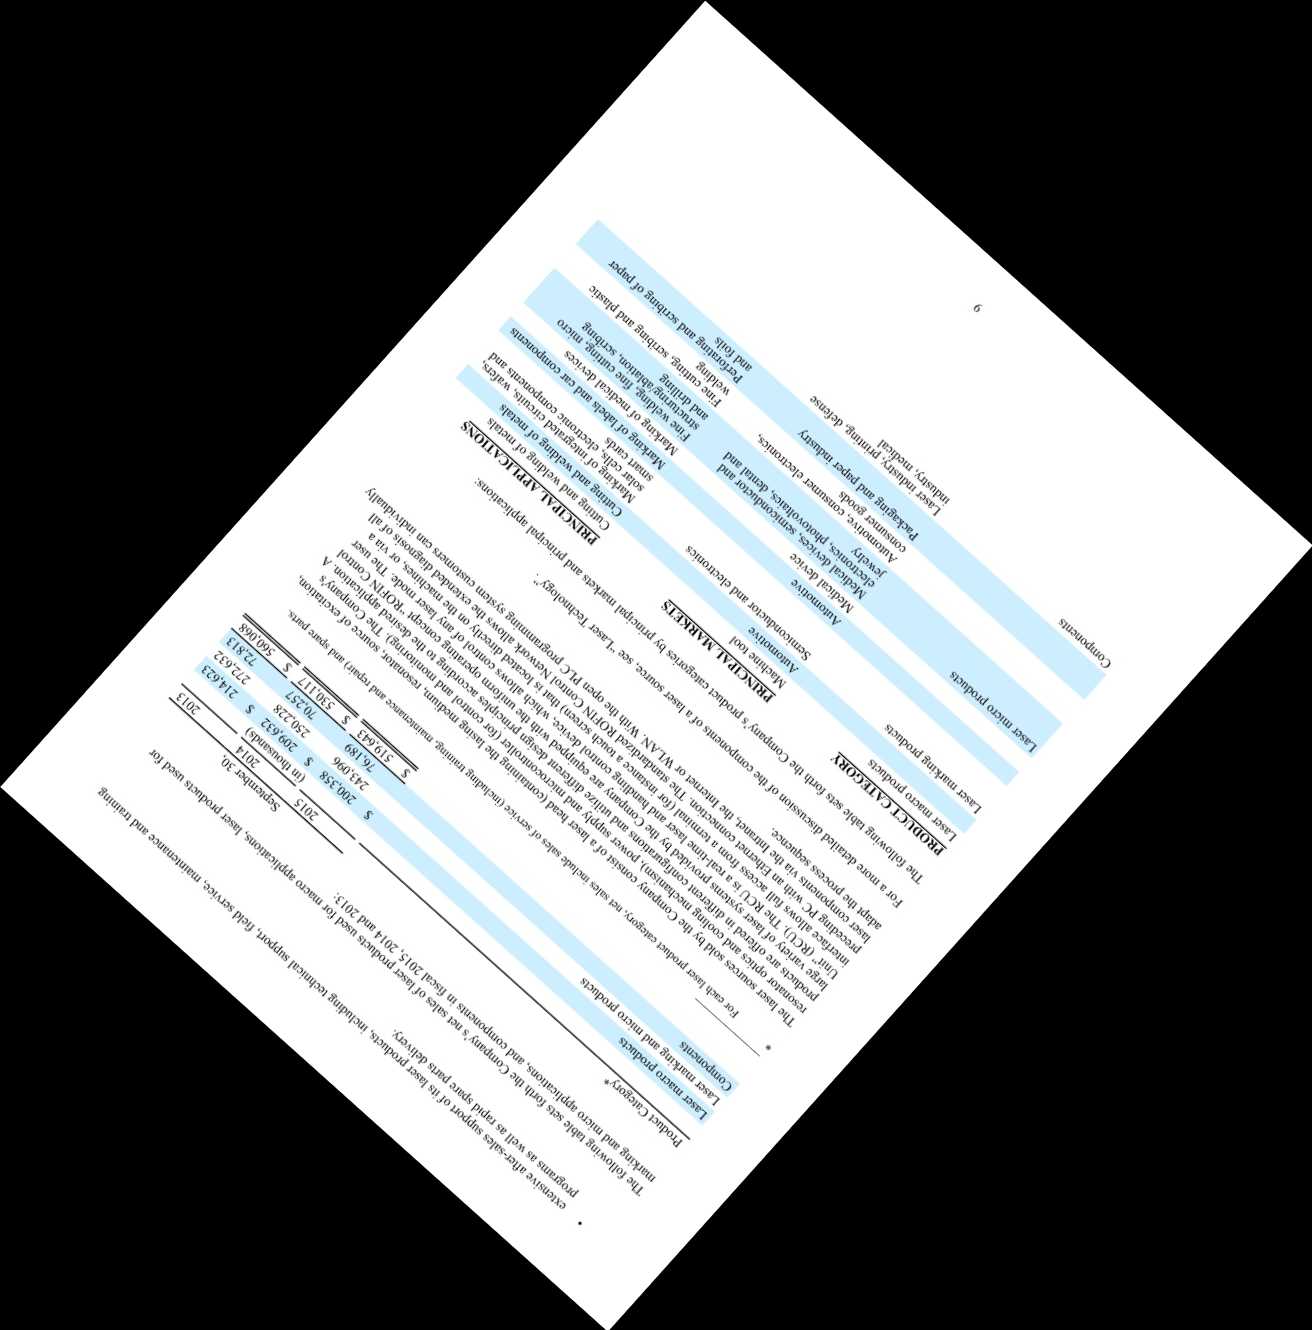 • extensive after-sales support of its laser products, including technical support, field service, maintenance and training
programs as well as rapid spare parts delivery.
The following table sets forth the Company's net sales of laser products used for macro applications, laser products used for
marking and micro applications, and components in fiscal 2015, 2014 and 2013:
September 30,
Product Category* 2015 2014 2013
(in thousands)
Laser macro products $ 200,358 $ 209,632 $ 214,623
Laser marking and micro products 243,096 250,228 272,632
Components 76,189 70,257 72,813
$ 519,643 $ 530,117 $ 560,068
* For each laser product category, net sales include sales of service (including training, maintenance and repair) and spare parts.
The laser sources sold by the Company consist of a laser head (containing the lasing medium, resonator, source of excitation,
resonator optics and cooling mechanism), power supply and microcontroller (for control and monitoring). The Company's
products are offered in different configurations and utilize different design principles according to the desired application. A
large variety of laser systems provided by the Company are equipped with the uniform operating concept "ROFIN Control
Unit" (RCU). The RCU is a real-time laser and handling control device, which allows control of any laser mode. The user
interface allows full access from a terminal (for instance a touch screen) that is located directly on the machines, or via a
preceding PC with an Ethernet connection. The standardized ROFIN Control Network allows the extended diagnosis of all
laser components via the Intranet, the Internet or WLAN. With the open PLC programming system customers can individually
adapt the process sequence.
For a more detailed discussion of the components of a laser source, see "Laser Technology".
The following table sets forth the Company's product categories by principal markets and principal applications:
PRODUCT CATEGORY PRINCIPAL MARKETS PRINCIPAL APPLICATIONS
Laser macro products Machine tool Cutting and welding of metals
Automotive Cutting and welding of metals
Laser marking products Semiconductor and electronics Marking of integrated circuits, wafers,
solar cells, electronic components and
smart cards
Automotive Marking of labels and car components
Medical device Marking of medical devices
Laser micro products Medical devices, semiconductor and Fine welding, fine cutting, micro
electronics, photovoltaics, dental and structuring/ablation, scribing
jewelry and drilling
Automotive, consumer electronics, Fine cutting, scribing and plastic
consumer goods welding
Packaging and paper industry Perforating and scribing of paper
and foils
Components Laser industry, printing, defense
industry, medical
6